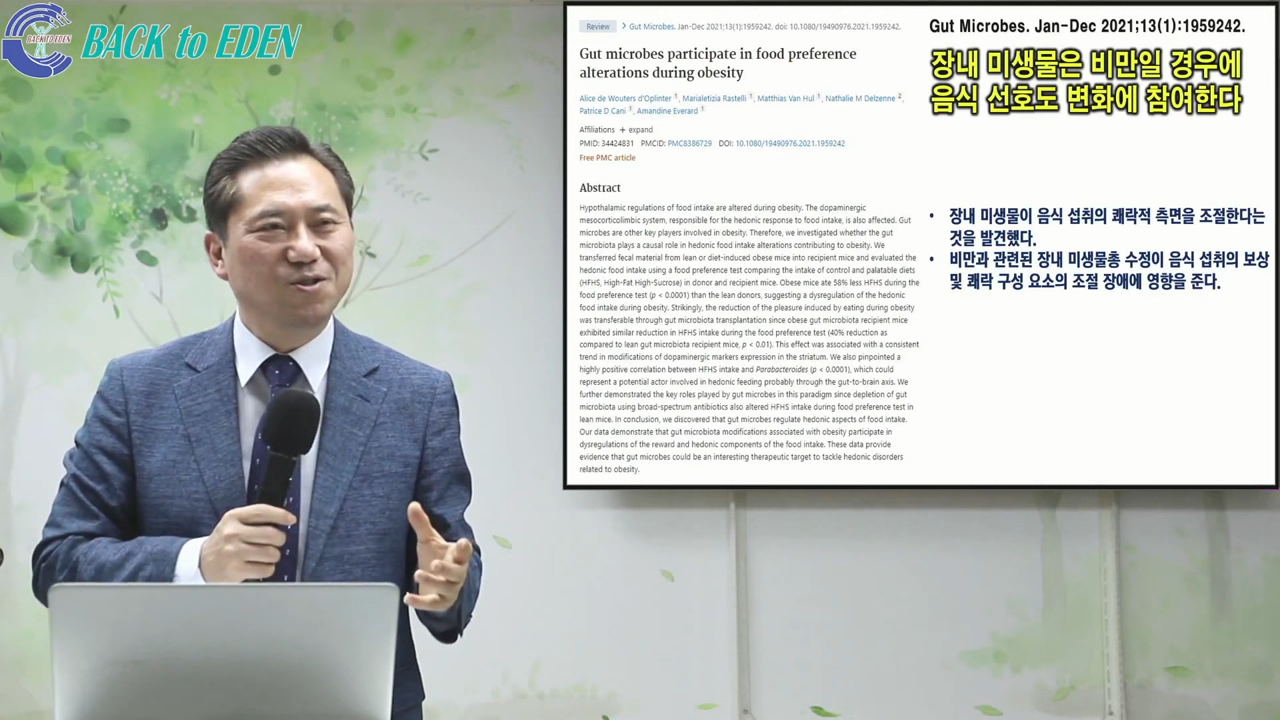 BACK TO EDEN
BACK to EDEN
Review > Gut Microbes. Jan-Dec 2021;13(1):1959242. doi: 10.1080/19490976.2021.1959242.
Gut microbes participate in food preference
alterations during obesity
Alice de Wouters d'Oplinter 1, Marialetizia Rastelli 1, Matthias Van Hul 1, Nathalie M Delzenne 2,
Patrice D Cani 1, Amandine Everard 1
Affiliations + expand
PMID: 34424831 PMCID: PMC8386729 DOI: 10.1080/19490976.2021.1959242
Free PMC article
Abstract
Hypothalamic regulations of food intake are altered during obesity. The dopaminergic
mesocorticolimbic system, responsible for the hedonic response to food intake, is also affected. Gut
microbes are other key players involved in obesity. Therefore, we investigated whether the gut
microbiota plays a causal role in hedonic food intake alterations contributing to obesity. We
transferred fecal material from lean or diet-induced obese mice into recipient mice and evaluated the
hedonic food intake using a food preference test comparing the intake of control and palatable diets
(HFHS, High-Fat High-Sucrose) in donor and recipient mice. Obese mice ate 58% less HFHS during the
food preference test (p < 0.0001) than the lean donors, suggesting a dysregulation of the hedonic
food intake during obesity. Strikingly, the reduction of the pleasure induced by eating during obesity
was transferable through gut microbiota transplantation since obese gut microbiota recipient mice
exhibited similar reduction in HFHS intake during the food preference test (40% reduction as
compared to lean gut microbiota recipient mice, p < 0.01). This effect was associated with a consistent
trend in modifications of dopaminergic markers expression in the striatum. We also pinpointed a
highly positive correlation between HFHS intake and Parabacteroides (p < 0.0001), which could
represent a potential actor involved in hedonic feeding probably through the gut-to-brain axis. We
further demonstrated the key roles played by gut microbes in this paradigm since depletion of gut
microbiota using broad-spectrum antibiotics also altered HFHS intake during food preference test in
lean mice. In conclusion, we discovered that gut microbes regulate hedonic aspects of food intake.
Our data demonstrate that gut microbiota modifications associated with obesity participate in
dysregulations of the reward and hedonic components of the food intake. These data provide
evidence that gut microbes could be an interesting therapeutic target to tackle hedonic disorders
related to obesity.
Gut Microbes. Jan-Dec 2021;13(1):1959242.
장내 미생물은 비만일 경우에
음식 선호도 변화에 참여한다
• 장내 미생물이 음식 섭취의 쾌락적 측면을 조절한다는
것을 발견했다.
• 비만과 관련된 장내 미생물총 수정이 음식 섭취의 보상
및 쾌락 구성 요소의 조절 장애에 영향을 준다.